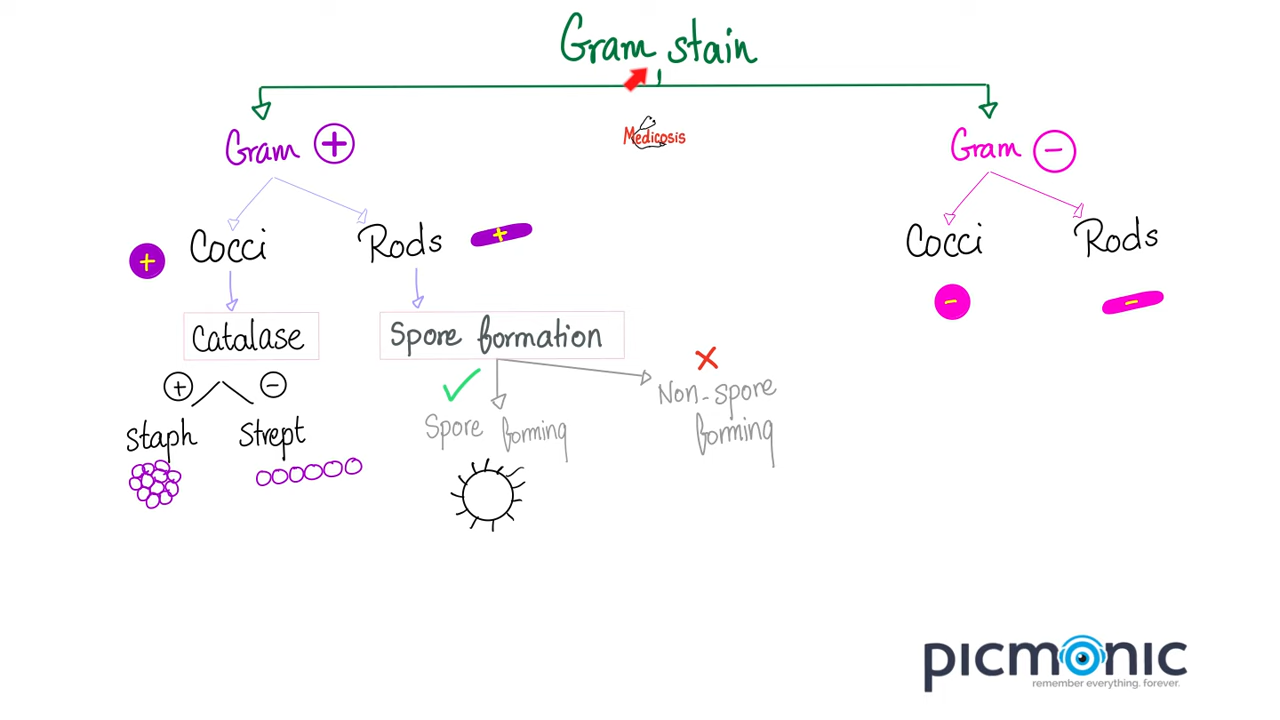 Gram stain
Medicosis
Gram +
Gram −
Cocci
Rods
+
+
Cocci
Rods
−
−
Catalase
Spore formation
+
−
Staph
Strept
Spore forming
Non-spore
forming
picmonic
remember everything. forever.